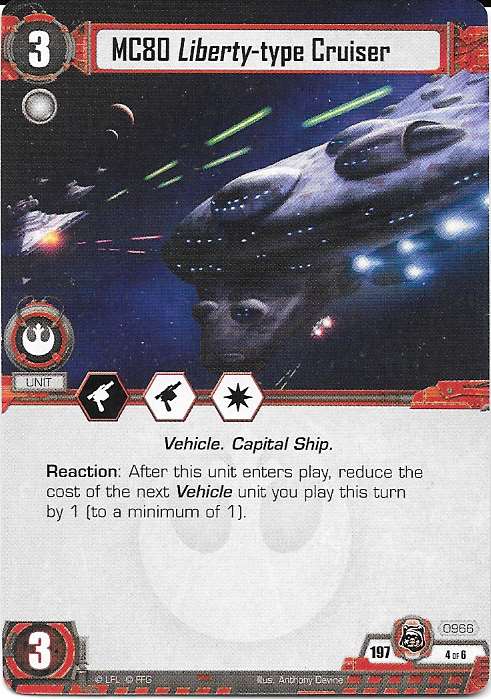 3
MC80 Liberty-type Cruiser
UNIT
Vehicle. Capital Ship.
Reaction: After this unit enters play, reduce the
cost of the next Vehicle unit you play this turn
by 1 (to a minimum of 1).
3
© LFL © FFG
Illus. Anthony Devine
197
0966
4 OF 6